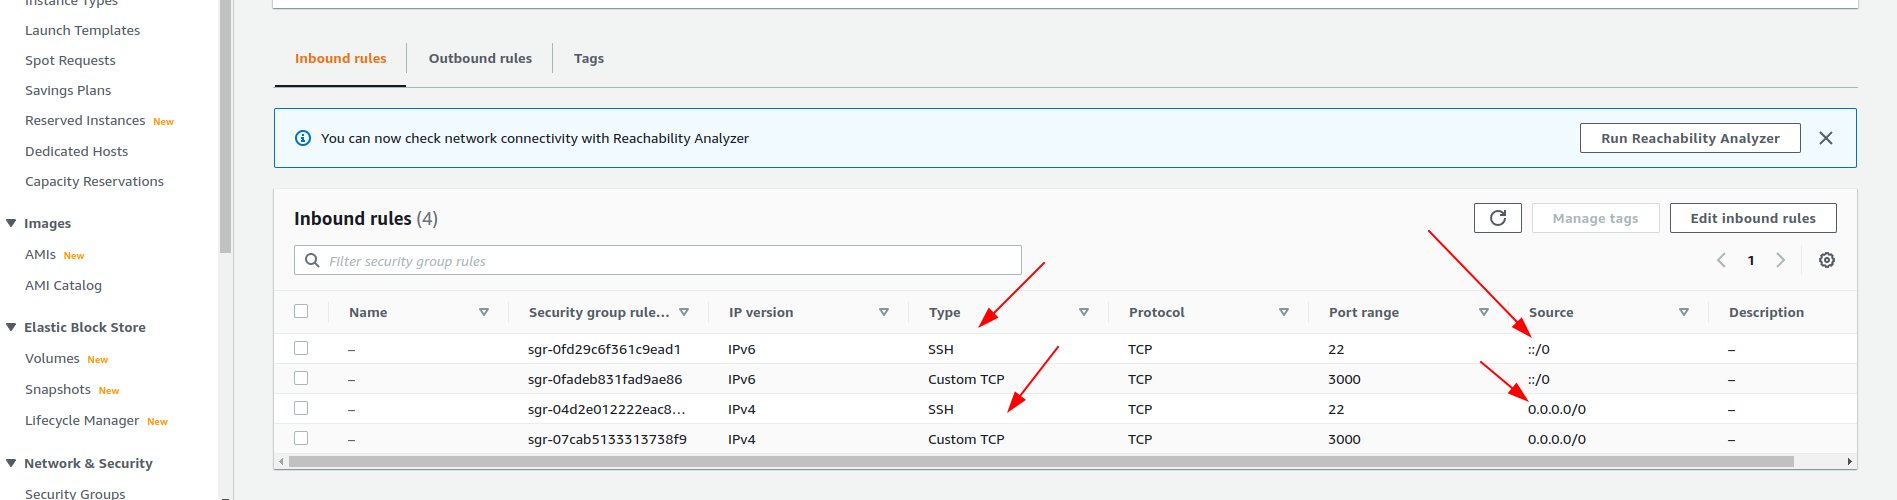 Instance Types
Launch Templates
Spot Requests
Savings Plans
Reserved Instances New
Dedicated Hosts
Capacity Reservations
Images
AMIs New
AMI Catalog
Elastic Block Store
Volumes New
Snapshots New
Lifecycle Manager New
Network & Security
Security Groups
Inbound rules Outbound rules Tags
You can now check network connectivity with Reachability Analyzer Run Reachability Analyzer
Inbound rules (4) Manage tags Edit inbound rules
Filter security group rules 1
Name Security group rule... IP version Type Protocol Port range Source Description
– sgr-0fd29c6f361c9ead1 IPv6 SSH TCP 22 ::/0 –
– sgr-0fadeb831fad9ae86 IPv6 Custom TCP TCP 3000 ::/0 –
– sgr-04d2e012222eac8... IPv4 SSH TCP 22 0.0.0.0/0 –
– sgr-07cab5133313738f9 IPv4 Custom TCP TCP 3000 0.0.0.0/0 –